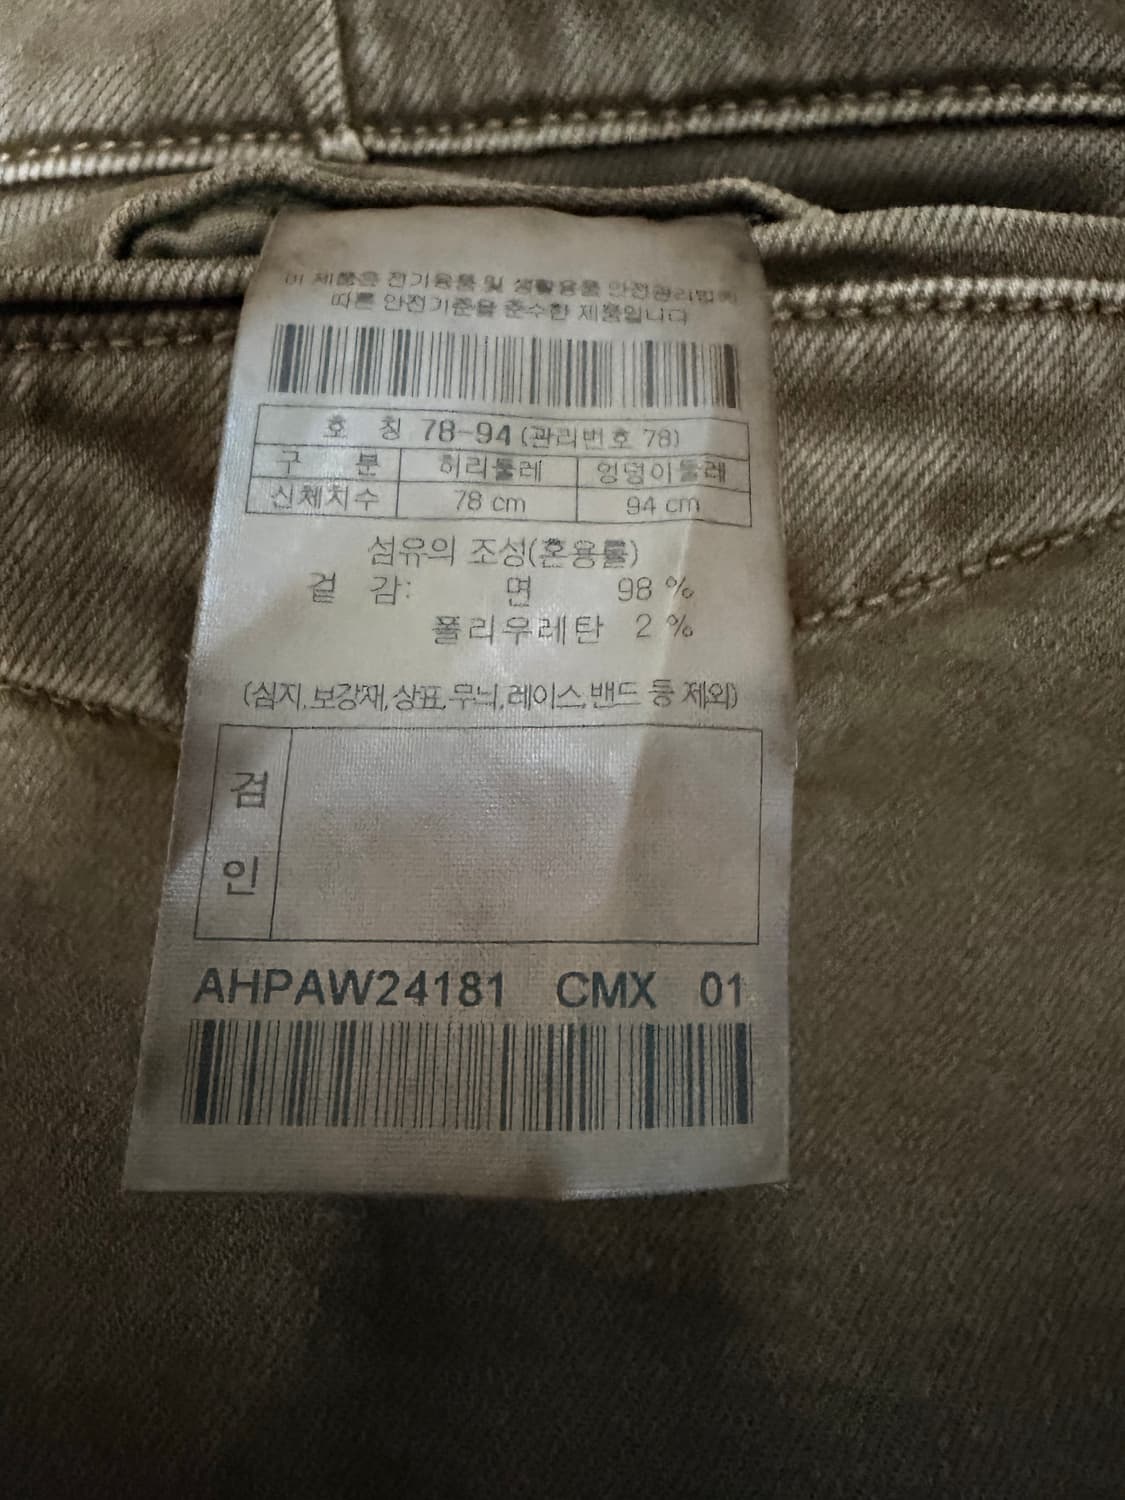 이 제품은 전기용품 및 생활용품 안전관리법에
따른 안전기준을 준수한 제품입니다
호 칭 78-94 (관리번호 78)
구 분 허리둘레 엉덩이둘레
신체치수 78 cm 94 cm
섬유의 조성(혼용률)
겉 감: 면 98 %
폴리우레탄 2 %
(심지,보강재,상표,무늬,레이스,밴드 등 제외)
검
인
AHPAW24181 CMX 01